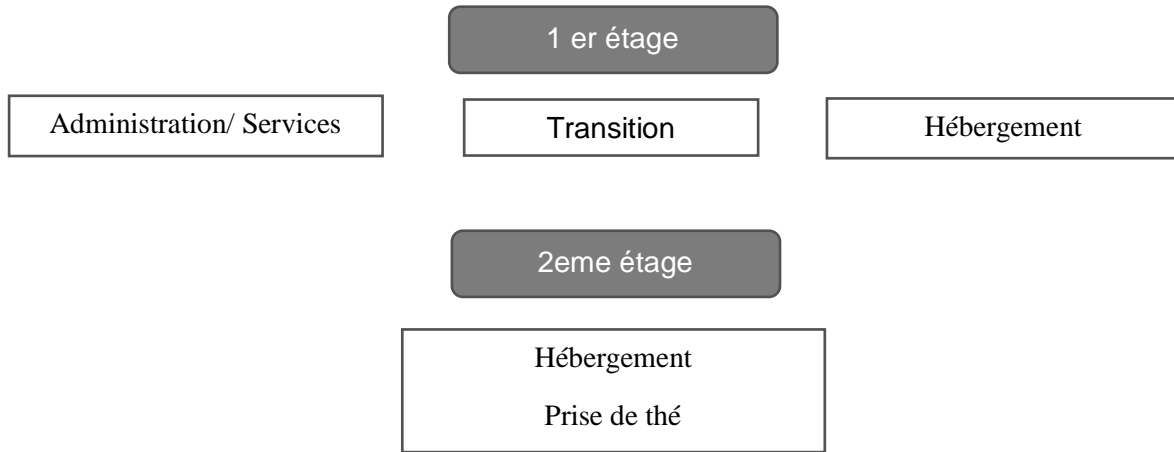 1 er étage
Administration/ Services
Transition
Hébergement
2eme étage
Hébergement
Prise de thé